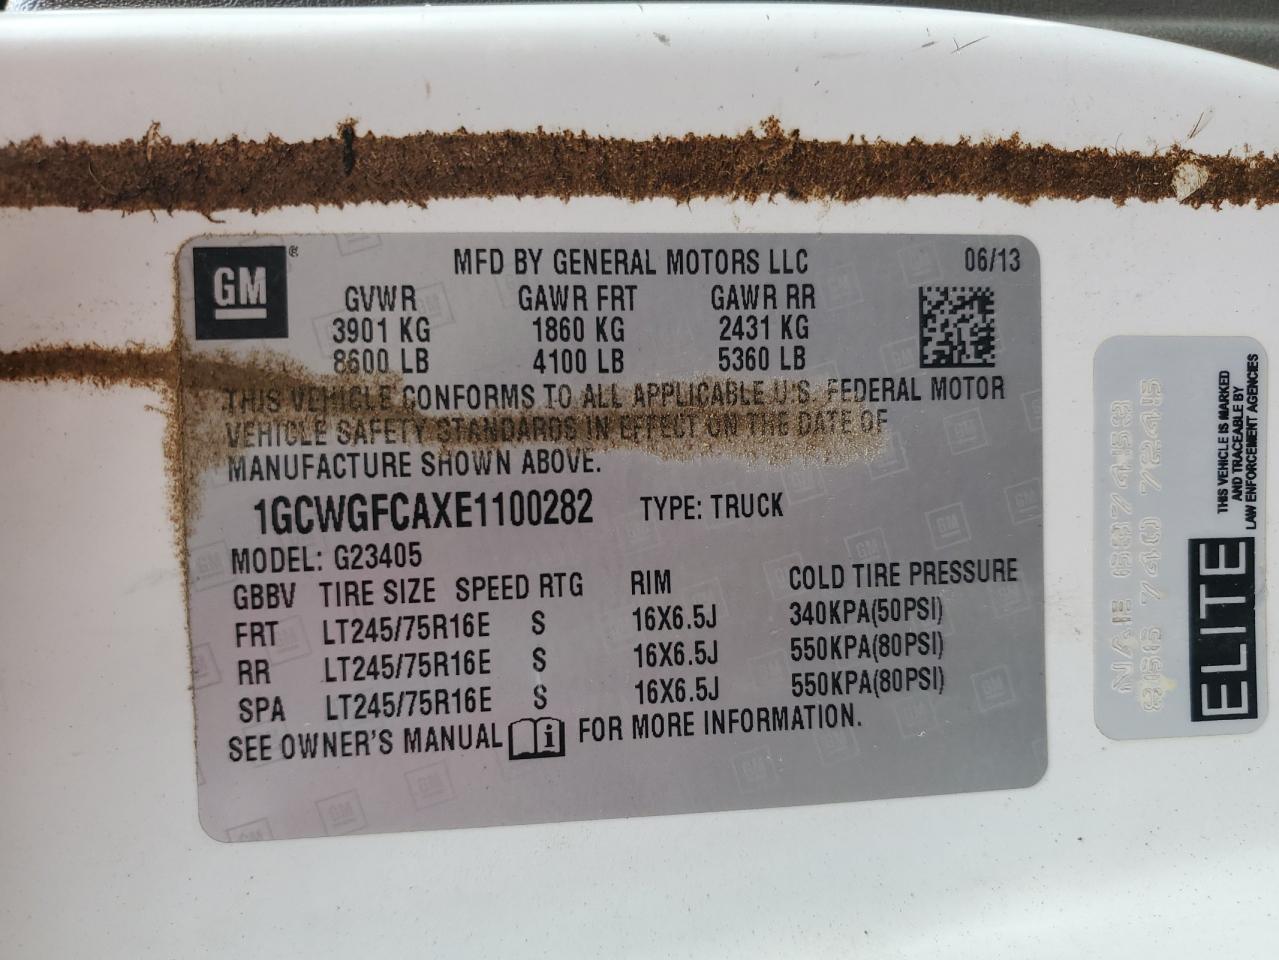 GM ®
MFD BY GENERAL MOTORS LLC 06/13
GVWR GAWR FRT GAWR RR
3901 KG 1860 KG 2431 KG
8600 LB 4100 LB 5360 LB
THIS VEHICLE CONFORMS TO ALL APPLICABLE U.S. FEDERAL MOTOR
VEHICLE SAFETY STANDARDS IN EFFECT ON THE DATE OF
MANUFACTURE SHOWN ABOVE.
1GCWGFCAXE1100282 TYPE: TRUCK
MODEL: G23405
GBBV TIRE SIZE SPEED RTG RIM COLD TIRE PRESSURE
FRT LT245/75R16E S 16X6.5J 340KPA(50PSI)
RR LT245/75R16E S 16X6.5J 550KPA(80PSI)
SPA LT245/75R16E S 16X6.5J 550KPA(80PSI)
SEE OWNER'S MANUAL i FOR MORE INFORMATION.
ELITE
THIS VEHICLE IS MARKED
AND TRACEABLE BY
LAW ENFORCEMENT AGENCIES